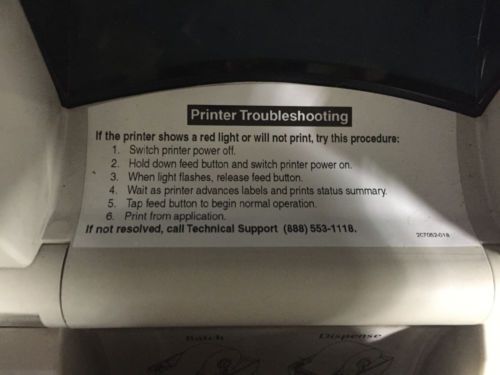 Printer Troubleshooting
If the printer shows a red light or will not print, try this procedure:
1. Switch printer power off.
2. Hold down feed button and switch printer power on.
3. When light flashes, release feed button.
4. Wait as printer advances labels and prints status summary.
5. Tap feed button to begin normal operation.
6. Print from application.
If not resolved, call Technical Support (888) 553-1118.
Batch Dispense